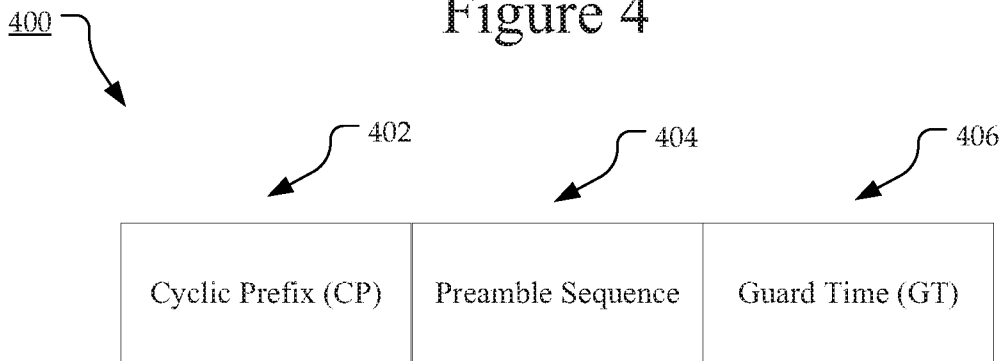 Figure 4
400
402
404
406
Cyclic Prefix (CP)
Preamble Sequence
Guard Time (GT)